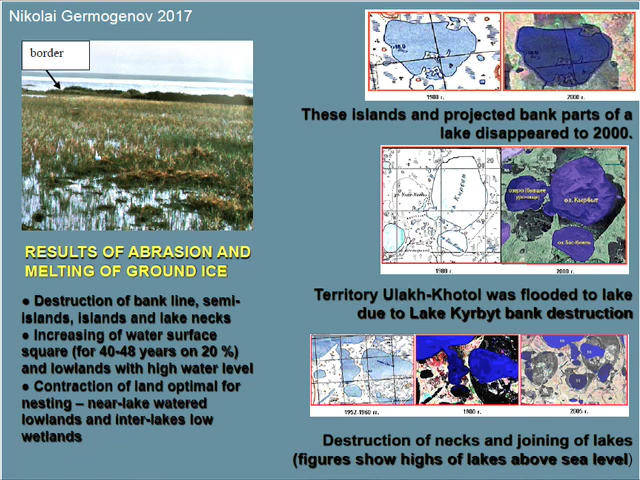 Nikolai Germogenov 2017
border
RESULTS OF ABRASION AND
MELTING OF GROUND ICE
● Destruction of bank line, semi-
islands, islands and lake necks
● Increasing of water surface
square (for 40-48 years on 20 %)
and lowlands with high water level
● Contraction of land optimal for
nesting – near-lake watered
lowlands and inter-lakes low
wetlands
1980 г. 2000 г.
These islands and projected bank parts of a
lake disappeared to 2000.
оз. Кырбыт
1980 г. 2000 г.
Territory Ulakh-Khotol was flooded to lake
due to Lake Kyrbyt bank destruction
1952-1960 гг. 1980 г. 2005 г.
Destruction of necks and joining of lakes
(figures show highs of lakes above sea level)